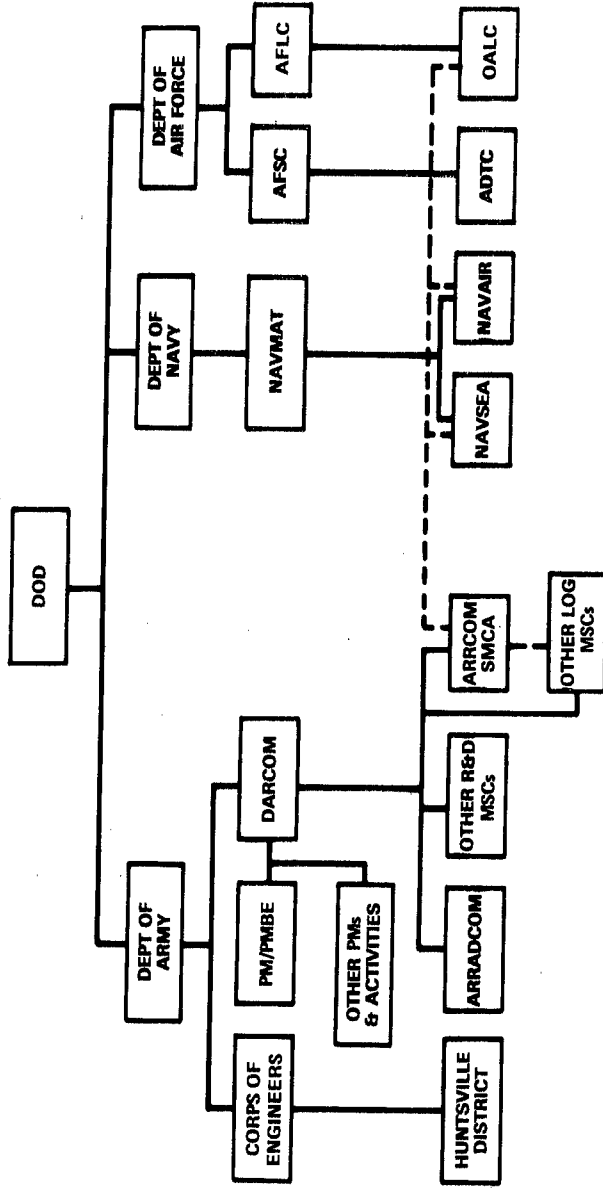 DOD
DEPT OF
ARMY
DEPT OF
NAVY
DEPT OF
AIR FORCE
CORPS OF
ENGINEERS
PM/PMBE
DARCOM
NAVMAT
AFSC
AFLC
OTHER PMs
& ACTIVITIES
HUNTSVILLE
DISTRICT
ARRADCOM
OTHER R&D
MSCs
ARRCOM
SMCA
NAVSEA
NAVAIR
ADTC
OALC
OTHER LOG
MSCs